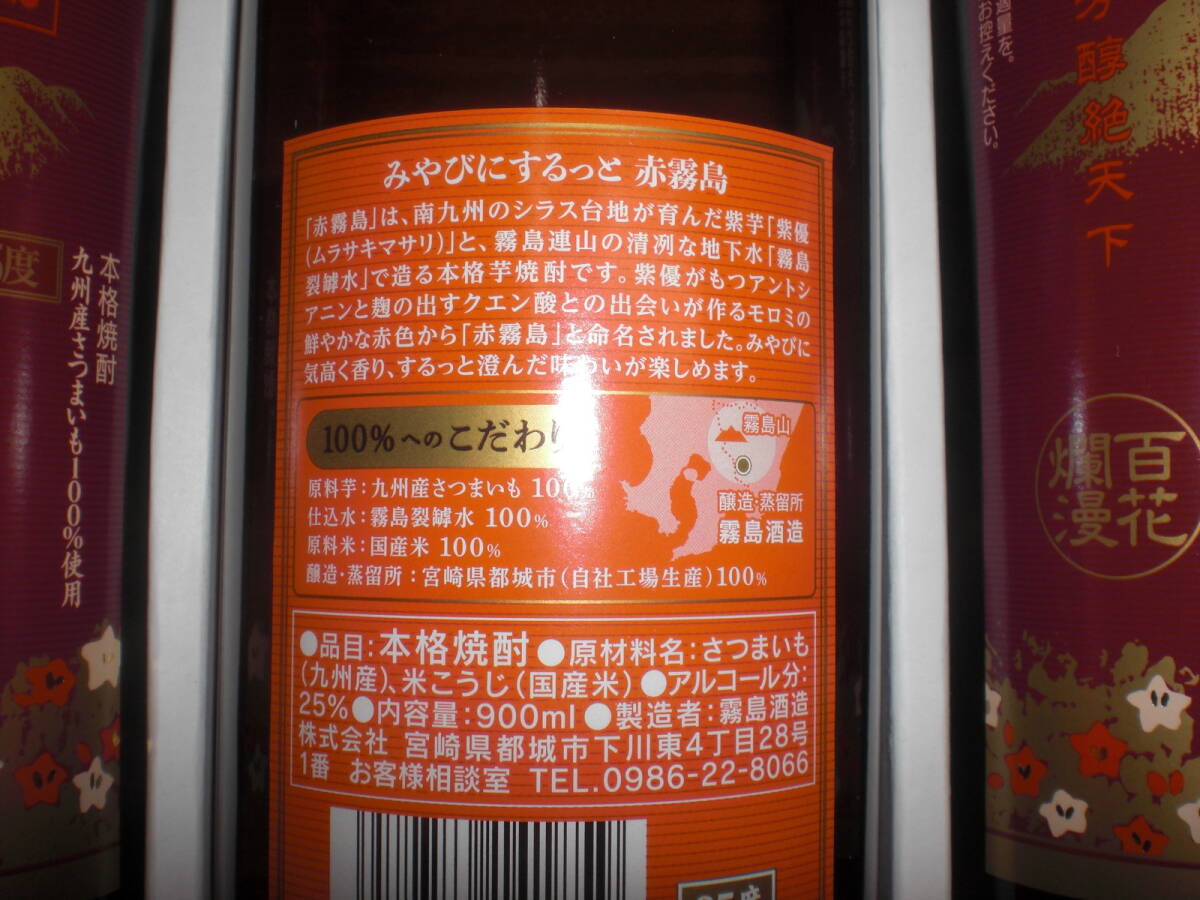 みやびにするっと 赤霧島
「赤霧島」は、南九州のシラス台地が育んだ紫芋「紫優
(ムラサキマサリ)」と、霧島連山の清冽な地下水「霧島
裂罅水」で造る本格芋焼酎です。紫優がもつアントシ
アニンと麹の出すクエン酸との出会いが作るモロミの
鮮やかな赤色から「赤霧島」と命名されました。みやびに
気高く香り、するっと澄んだ味わいが楽しめます。
100%へのこだわり
原料芋：九州産さつまいも 100%
仕込水：霧島裂罅水 100%
原料米：国産米 100%
醸造・蒸留所：宮崎県都城市(自社工場生産)100%
霧島山
醸造・蒸留所
霧島酒造
●品目：本格焼酎 ●原材料名：さつまいも
(九州産)、米こうじ(国産米) ●アルコール分：
25% ●内容量：900ml ●製造者：霧島酒造
株式会社 宮崎県都城市下川東4丁目28号
1番 お客様相談室 TEL.0986-22-8066
度
本格焼酎
九州産さつまいも100%使用
適量を。
お控えください。
芳醇絶天下
百花
爛漫